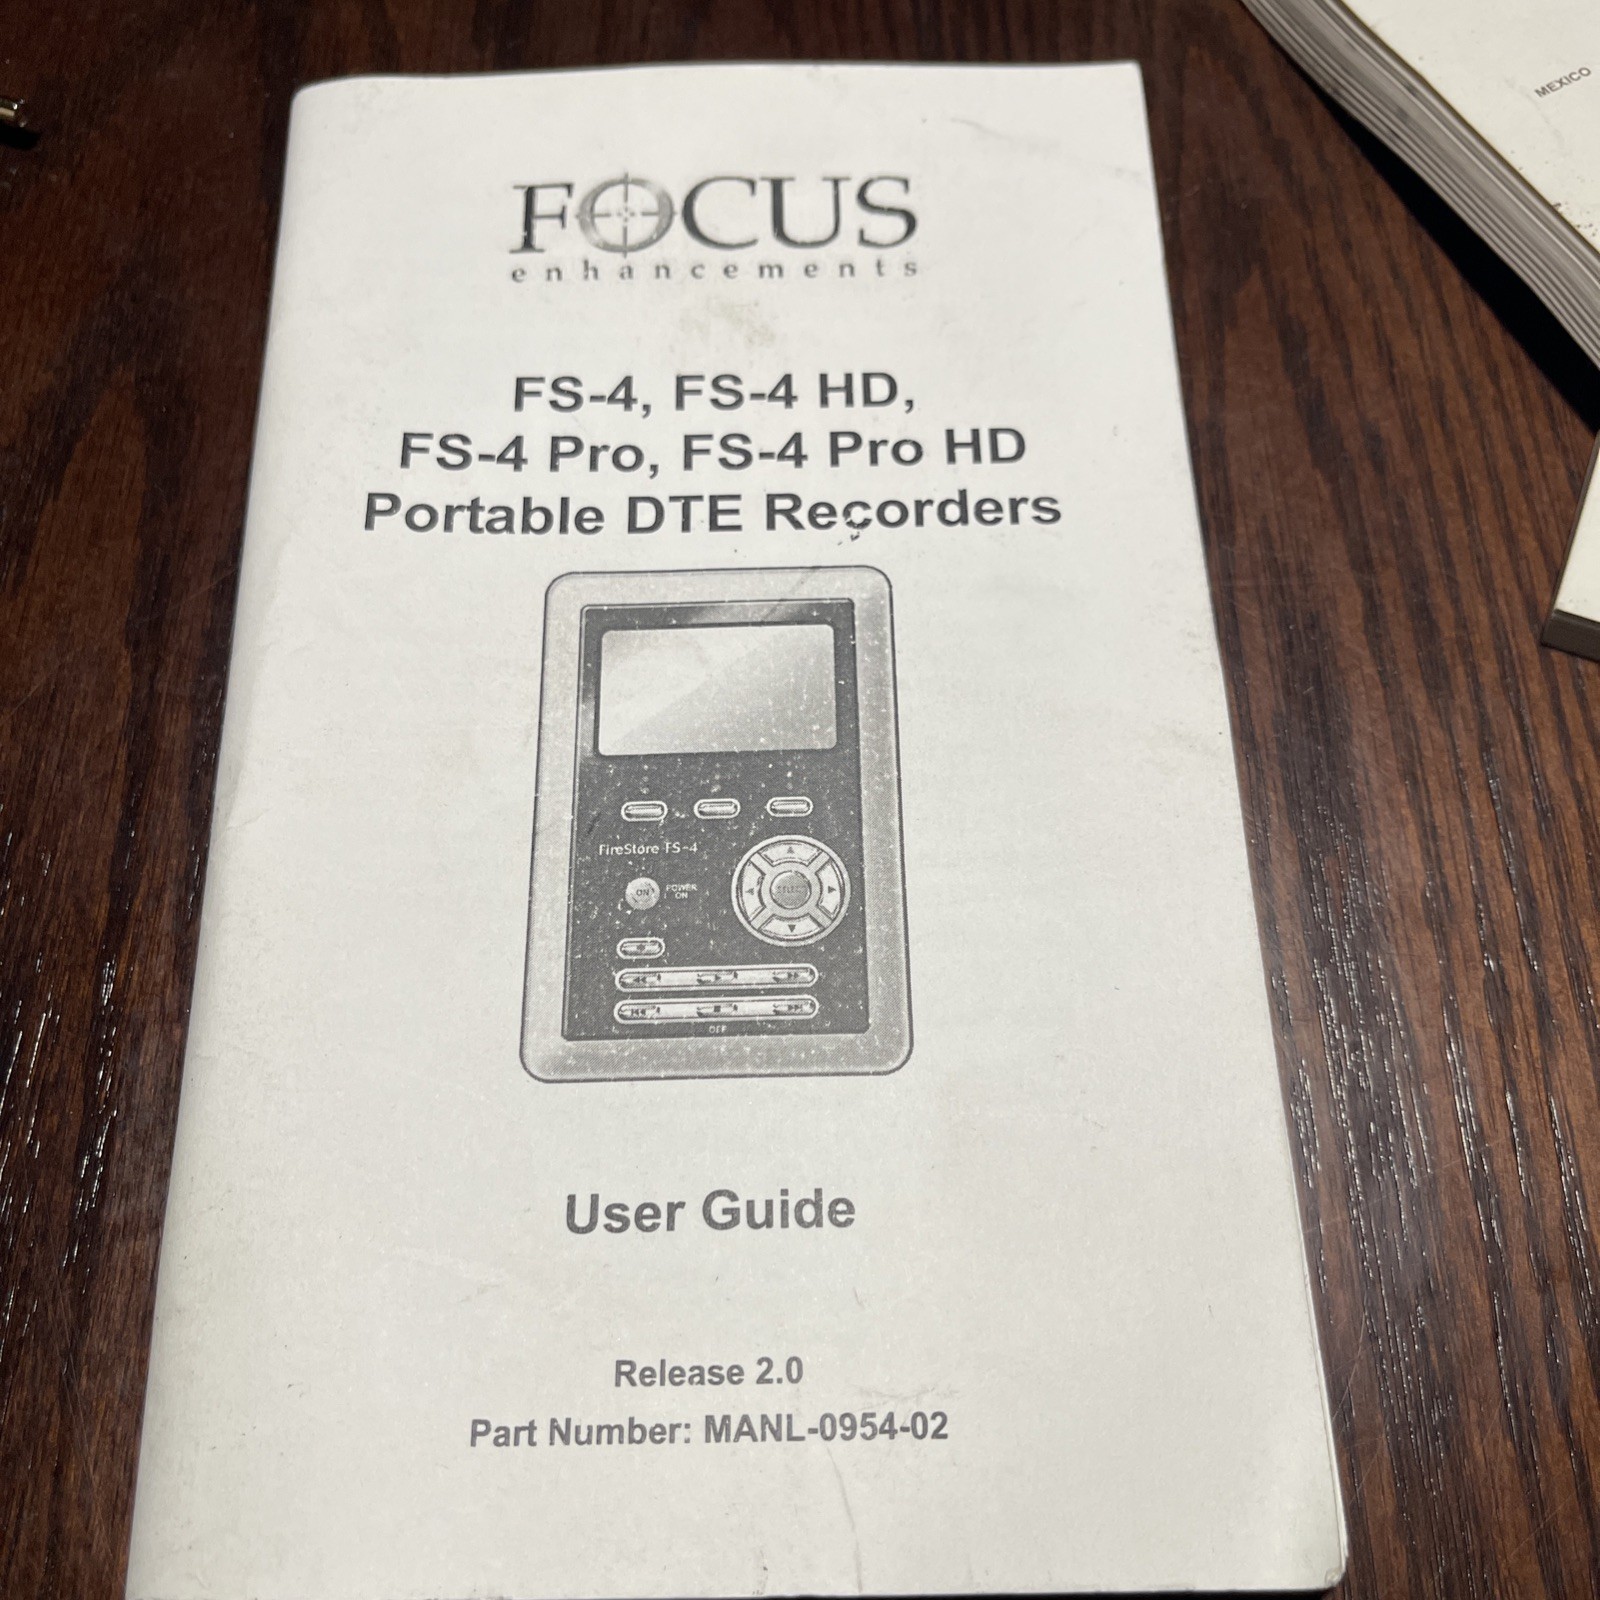 FOCUS
enhancements
FS-4, FS-4 HD,
FS-4 Pro, FS-4 Pro HD
Portable DTE Recorders
FireStore FS-4
ON
POWER
ON
SELECT
OFF
User Guide
Release 2.0
Part Number: MANL-0954-02
MEXICO